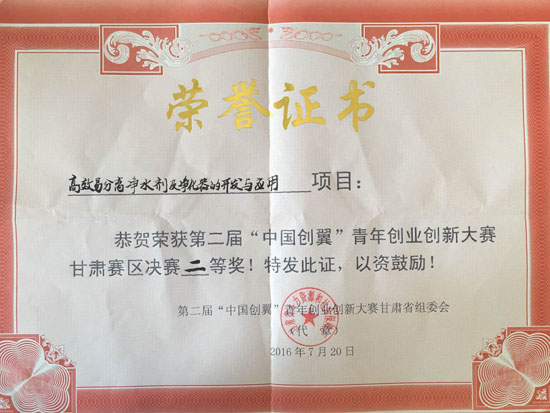 荣誉证书
高效易分离净水剂及净化器的开发与应用 项目：
恭贺荣获第二届“中国创翼”青年创业创新大赛
甘肃赛区决赛二等奖！特发此证，以资鼓励！
第二届“中国创翼”青年创业创新大赛甘肃省组委会
（代章）
2016年7月20日